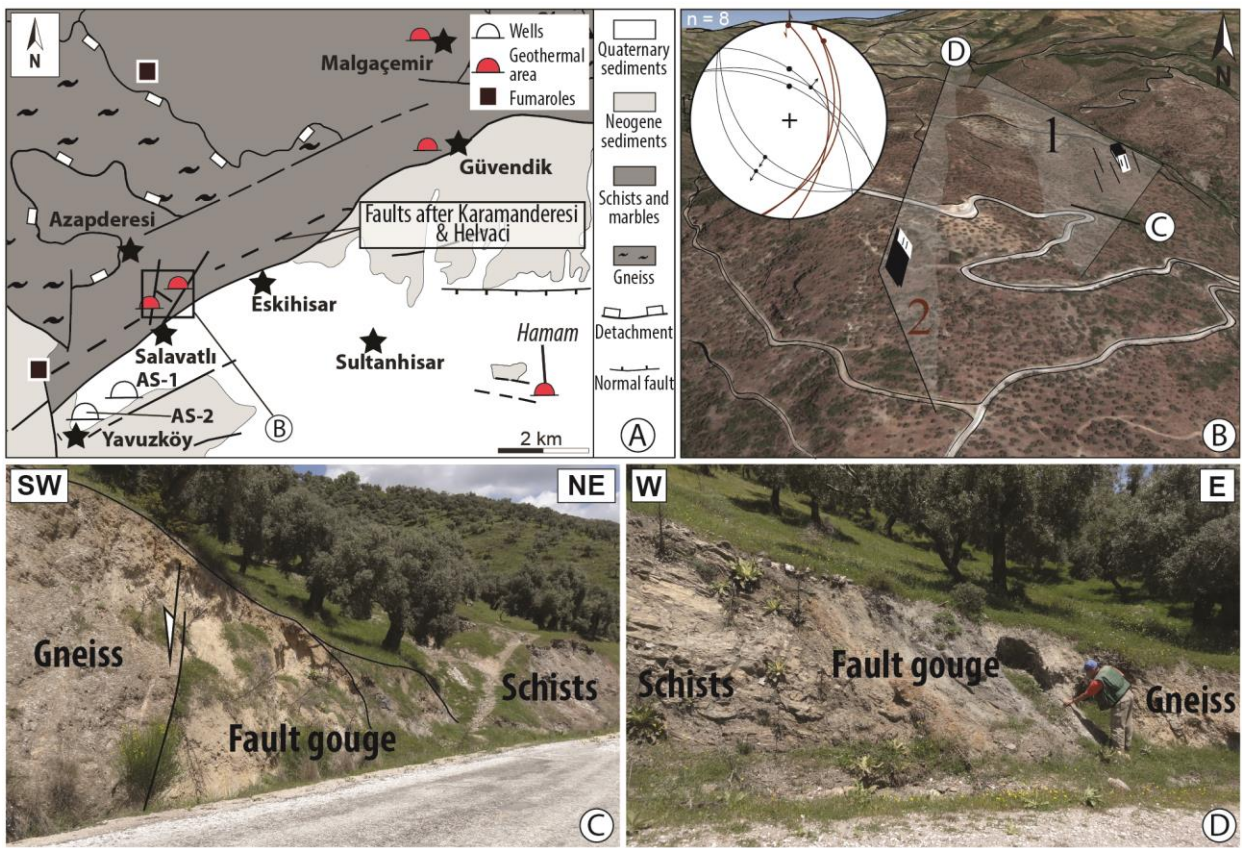 N
Malgaçemir
Wells
Geothermal
area
Fumaroles
Güvendik
Faults after Karamanderesi
& Helvaci
Azapderesi
Eskihisar
Salavatlı
AS-1
Sultanhisar
Hamam
AS-2
Yavuzköy
B
2 km
Quaternary
sediments
Neogene
sediments
Schists and
marbles
Gneiss
Detachment
Normal fault
A
n = 8
D
N
1
C
2
B
SW
NE
Gneiss
Fault gouge
Schists
C
W
E
Schists
Fault gouge
Gneiss
D